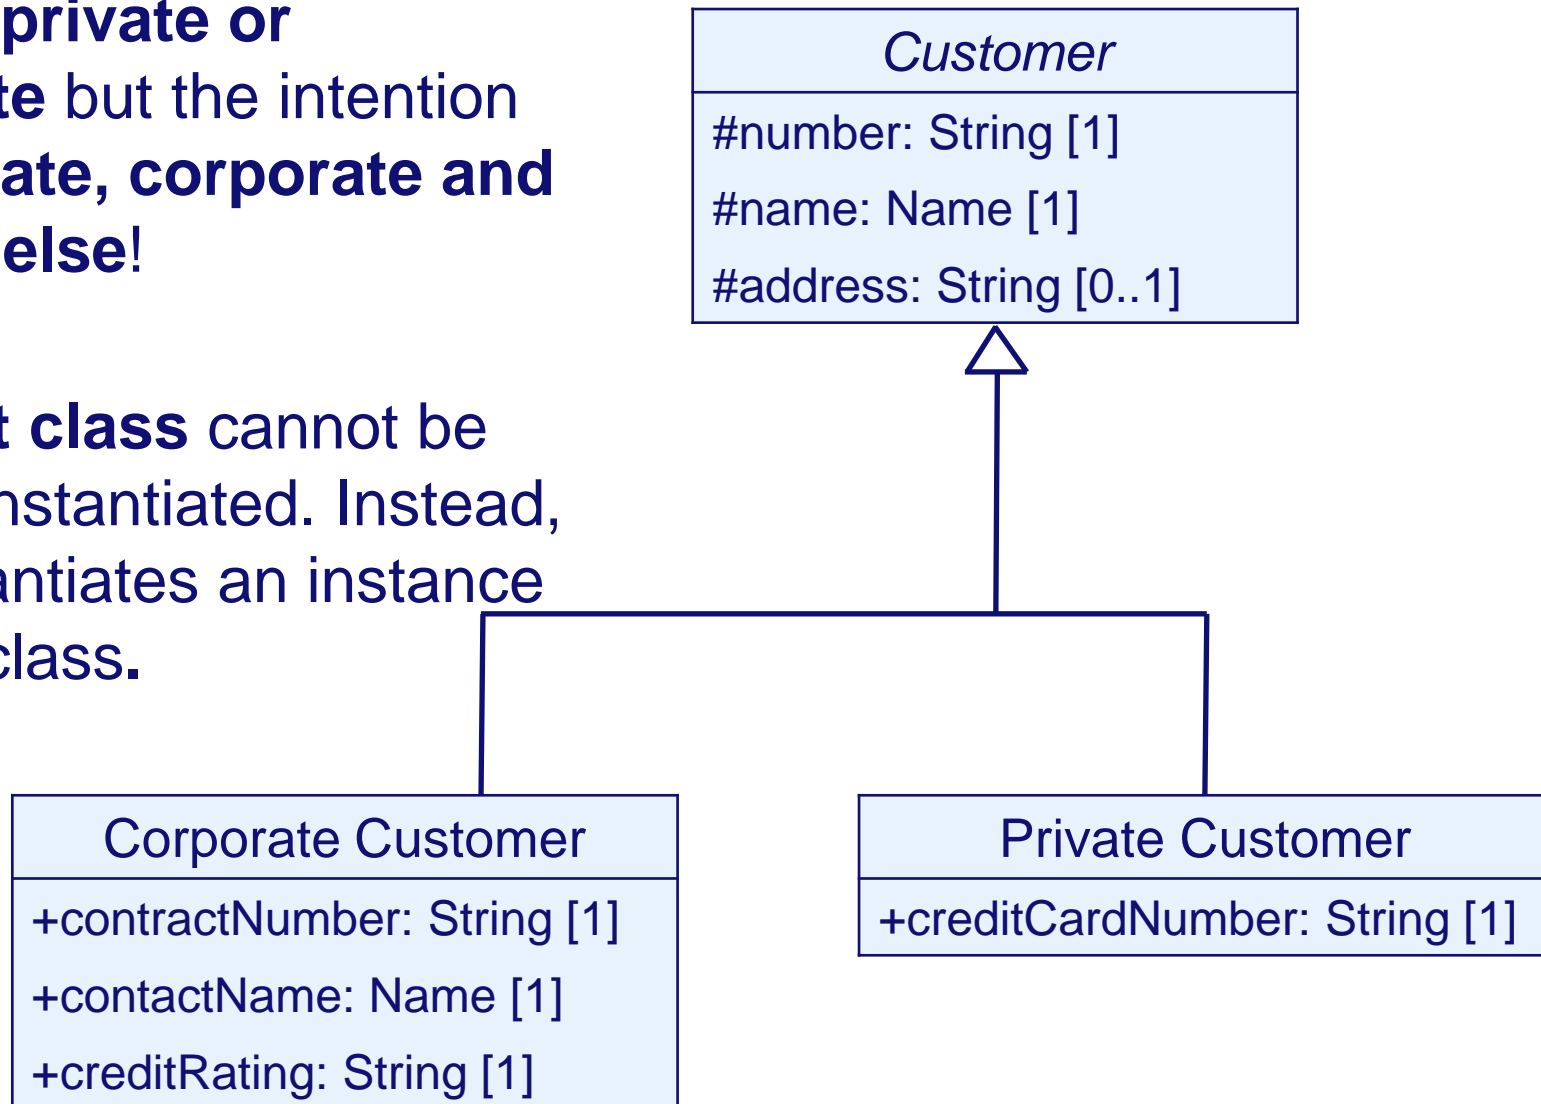 private or
te but the intention
ate, corporate and
else!
t class cannot be
nstantiated. Instead,
antiates an instance
class.
Customer
#number: String [1]
#name: Name [1]
#address: String [0..1]
Corporate Customer
+contractNumber: String [1]
+contactName: Name [1]
+creditRating: String [1]
Private Customer
+creditCardNumber: String [1]